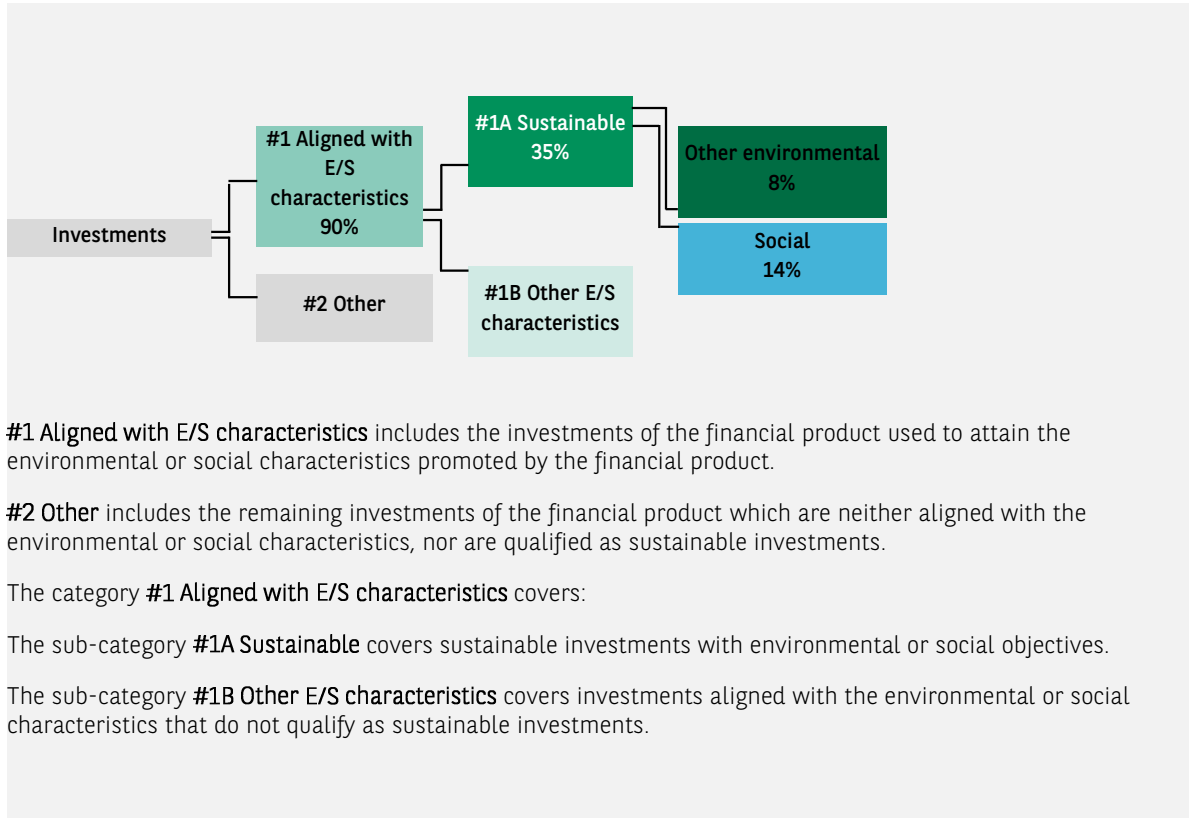 #1A Sustainable
35%
#1 Aligned with
E/S
characteristics
90%
Other environmental
8%
Investments
Social
14%
#2 Other
#1B Other E/S
characteristics
#1 Aligned with E/S characteristics includes the investments of the financial product used to attain the
environmental or social characteristics promoted by the financial product.
#2 Other includes the remaining investments of the financial product which are neither aligned with the
environmental or social characteristics, nor are qualified as sustainable investments.
The category #1 Aligned with E/S characteristics covers:
The sub-category #1A Sustainable covers sustainable investments with environmental or social objectives.
The sub-category #1B Other E/S characteristics covers investments aligned with the environmental or social
characteristics that do not qualify as sustainable investments.